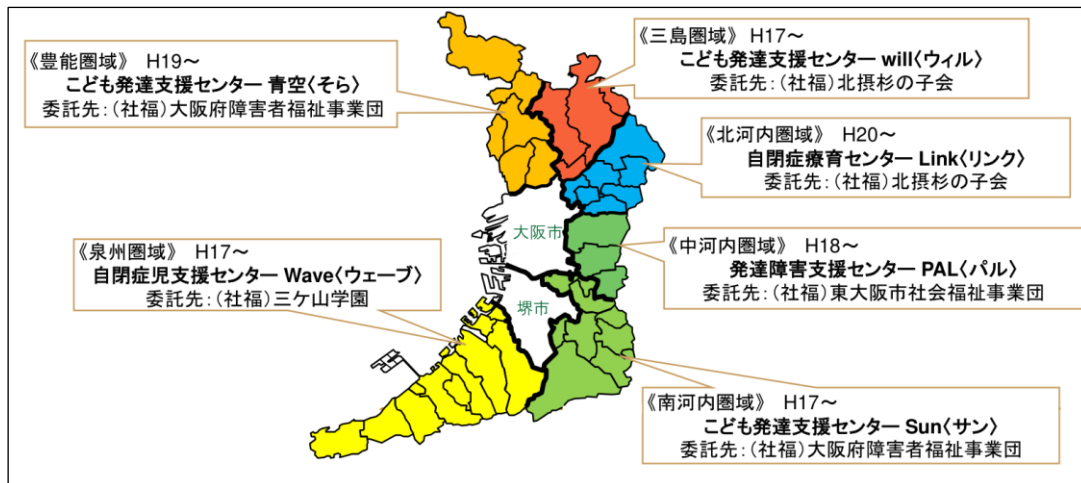 《豊能圏域》 H19～
こども発達支援センター 青空〈そら〉
委託先：（社福）大阪府障害者福祉事業団
《三島圏域》 H17～
こども発達支援センター will〈ウィル〉
委託先：（社福）北摂杉の子会
《北河内圏域》 H20～
自閉症療育センター Link〈リンク〉
委託先：（社福）北摂杉の子会
大阪市
《泉州圏域》 H17～
自閉症児支援センター Wave〈ウェーブ〉
委託先：（社福）三ケ山学園
《中河内圏域》 H18～
発達障害支援センター PAL〈パル〉
委託先：（社福）東大阪市社会福祉事業団
堺市
《南河内圏域》 H17～
こども発達支援センター Sun〈サン〉
委託先：（社福）大阪府障害者福祉事業団